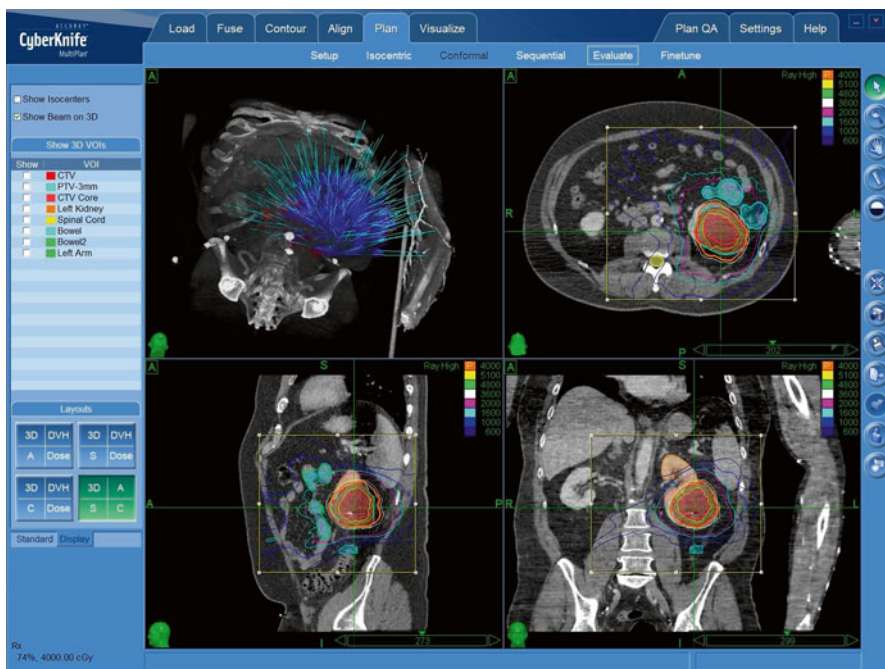 ACCURAY
CyberKnife
MultiPlan
Load Fuse Contour Align Plan Visualize Plan QA Settings Help
Setup Isocentric Conformal Sequential Evaluate Finetune
Show Isocenters
Show Beam on 3D
Show 3D VOIs
Show VOI
CTV
PTV-3mm
CTV Core
Left Kidney
Spinal Cord
Bowel
Bowel2
Left Arm
Layouts
3D DVH 3D DVH
A Dose S Dose
3D DVH 3D A
C Dose S C
Standard Display
Rx
74%, 4000.00 cGy
A
A
A
Ray High
4000
5100
4800
3600
2000
1600
1000
600
R
L
P
202
A
S
Ray High
4000
5100
4800
3600
2000
1600
1000
600
A
P
I
273
A
S
Ray High
4000
5100
4800
3600
2000
1600
1000
600
R
L
I
299